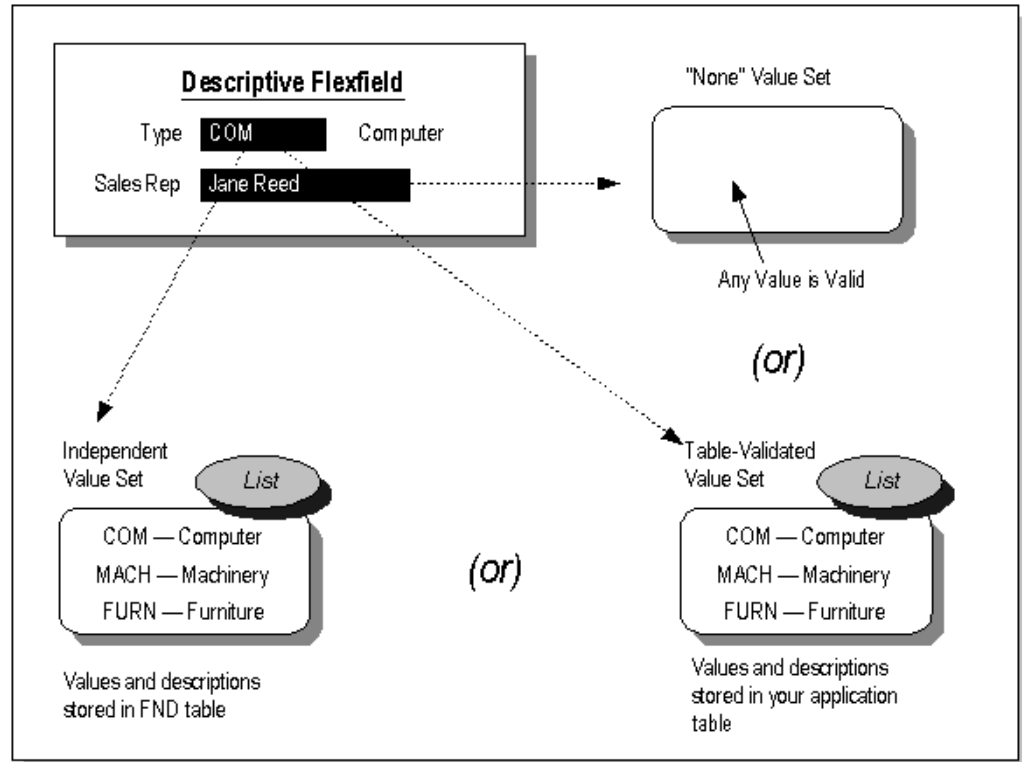 Descriptive Flexfield
Type COM Computer
Sales Rep Jane Reed
"None" Value Set
Any Value is Valid
(or)
Independent
Value Set
List
COM — Computer
MACH — Machinery
FURN — Furniture
Values and descriptions
stored in FND table
(or)
Table-Validated
Value Set
List
COM — Computer
MACH — Machinery
FURN — Furniture
Values and descriptions
stored in your application
table